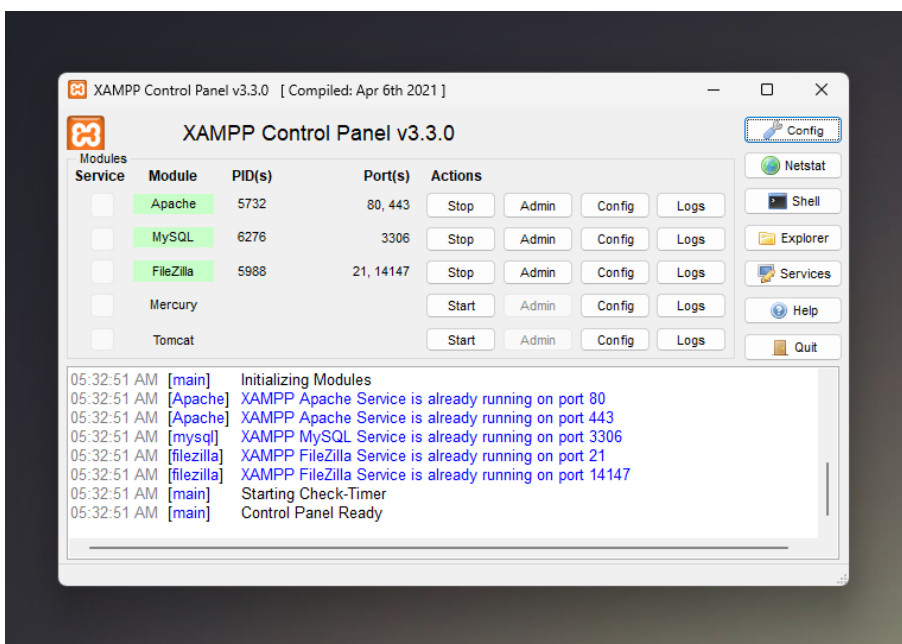 XAMPP Control Panel v3.3.0 [ Compiled: Apr 6th 2021 ]
XAMPP Control Panel v3.3.0
Config
Modules
Service Module PID(s) Port(s) Actions
Netstat
Apache 5732 80, 443 Stop Admin Config Logs
Shell
MySQL 6276 3306 Stop Admin Config Logs
Explorer
FileZilla 5988 21, 14147 Stop Admin Config Logs
Services
Mercury Start Admin Config Logs
Help
Tomcat Start Admin Config Logs
Quit
05:32:51 AM [main] Initializing Modules
05:32:51 AM [Apache] XAMPP Apache Service is already running on port 80
05:32:51 AM [Apache] XAMPP Apache Service is already running on port 443
05:32:51 AM [mysql] XAMPP MySQL Service is already running on port 3306
05:32:51 AM [filezilla] XAMPP FileZilla Service is already running on port 21
05:32:51 AM [filezilla] XAMPP FileZilla Service is already running on port 14147
05:32:51 AM [main] Starting Check-Timer
05:32:51 AM [main] Control Panel Ready